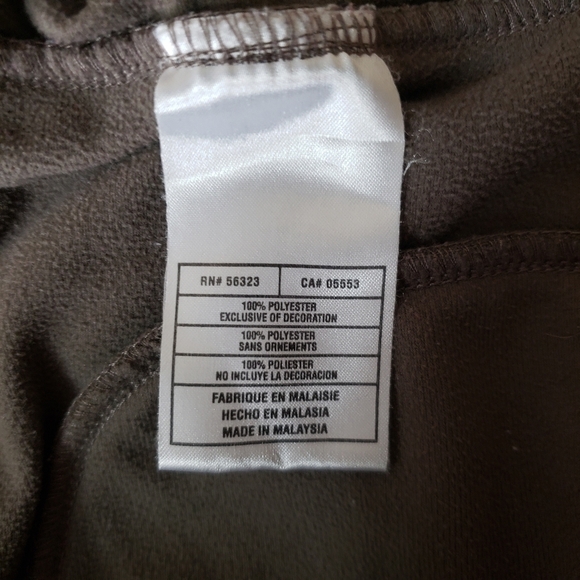 RN# 56323 CA# 05553
100% POLYESTER
EXCLUSIVE OF DECORATION
100% POLYESTER
SANS ORNEMENTS
100% POLIESTER
NO INCLUYE LA DECORACION
FABRIQUE EN MALAISIE
HECHO EN MALASIA
MADE IN MALAYSIA